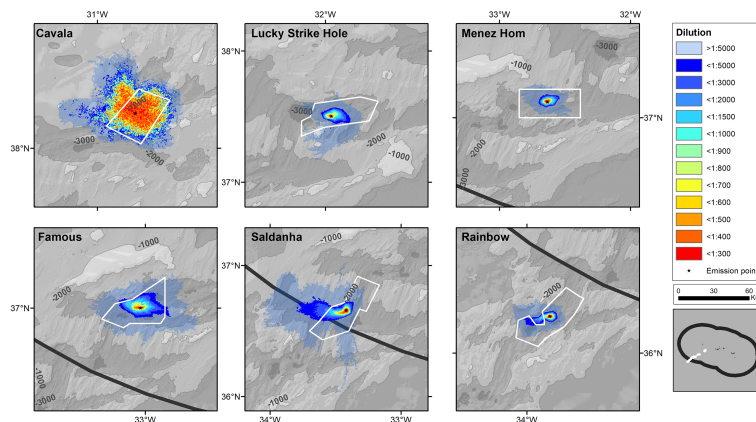 31°W
32°W
33°W
32°W
Cavala
Lucky Strike Hole
Menez Hom
Dilution
38°N
-3000
-1000
>1:5000
<1:5000
<1:3000
<1:2000
-3000
37°N
<1:1500
-3000
-2000
38°N
-2000
<1:1000
-1000
<1:900
37°N
-3000
<1:800
<1:700
Famous
Saldanha
Rainbow
<1:600
-1000
-1000
<1:500
<1:400
37°N
<1:300
-2000
-2000
-2000
Emission point
37°N
0
30
60
K
36°N
-1000
-3000
36°N
-1000
33°W
34°W
33°W
34°W